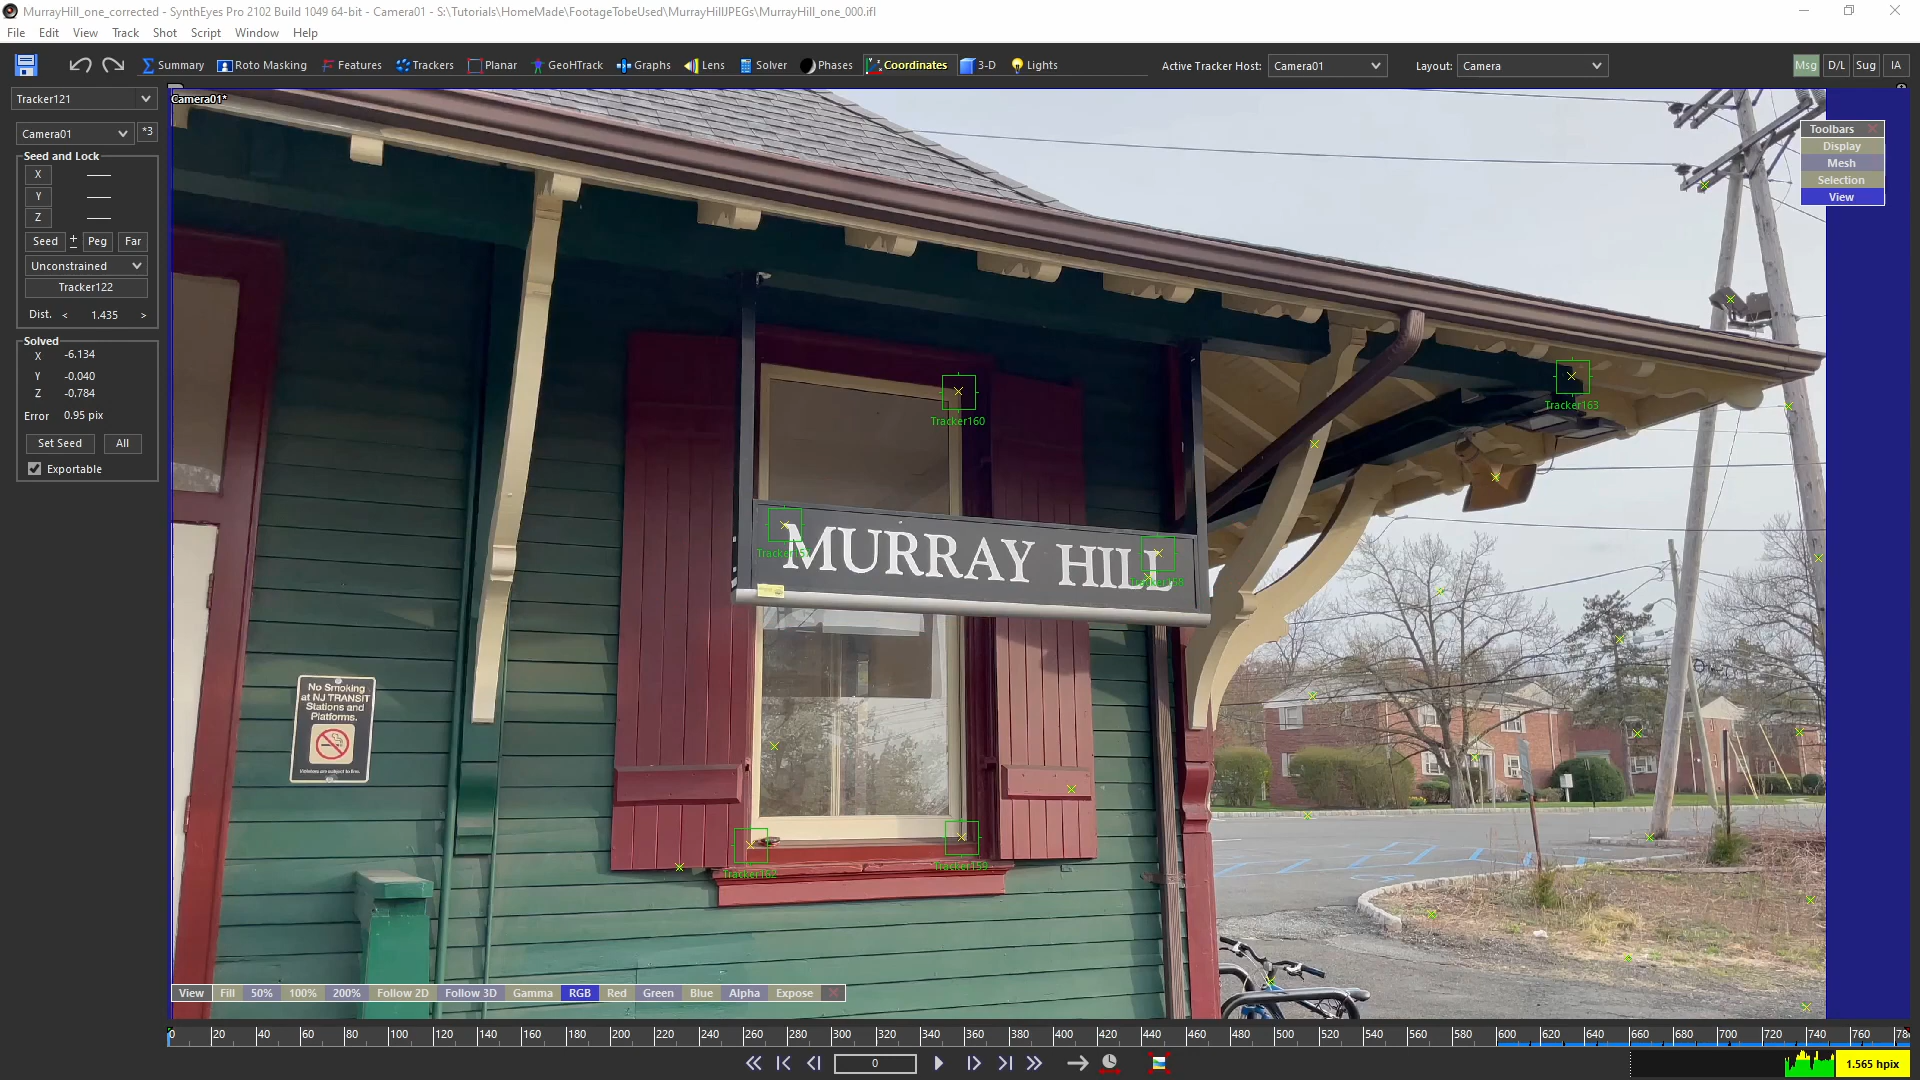 MurrayHill_one_corrected - SynthEyes Pro 2102 Build 1049 64-bit - Camera01 - S:\Tutorials\HomeMade\FootageTobeUsed\MurrayHillJPEGs\MurrayHill_one_000.ifl
File Edit View Track Shot Script Window Help
Summary Roto Masking Features Trackers Planar GeoHTrack Graphs Lens Solver Phases Coordinates 3-D Lights Active Tracker Host: Camera01 Layout: Camera Msg D/L Sug IA
Tracker121
Camera01*
Camera01 *3
Seed and Lock
X
Y
Z
Seed ± Peg Far
Unconstrained
Tracker122
Dist. < 1.435 >
Solved
X -6.134
Y -0.040
Z -0.784
Error 0.95 pix
Set Seed All
Exportable
Toolbars
Display
Mesh
Selection
View
Tracker163
Tracker160
MURRAY HILL
No Smoking
at NJ TRANSIT
Stations and
Platforms.
Violators are subject to fine.
Tracker162
Tracker159
View Fill 50% 100% 200% Follow 2D Follow 3D Gamma RGB Red Green Blue Alpha Expose
0 20 40 60 80 100 120 140 160 180 200 220 240 260 280 300 320 340 360 380 400 420 440 460 480 500 520 540 560 580 600 620 640 660 680 700 720 740 760
0
1.565 hpix